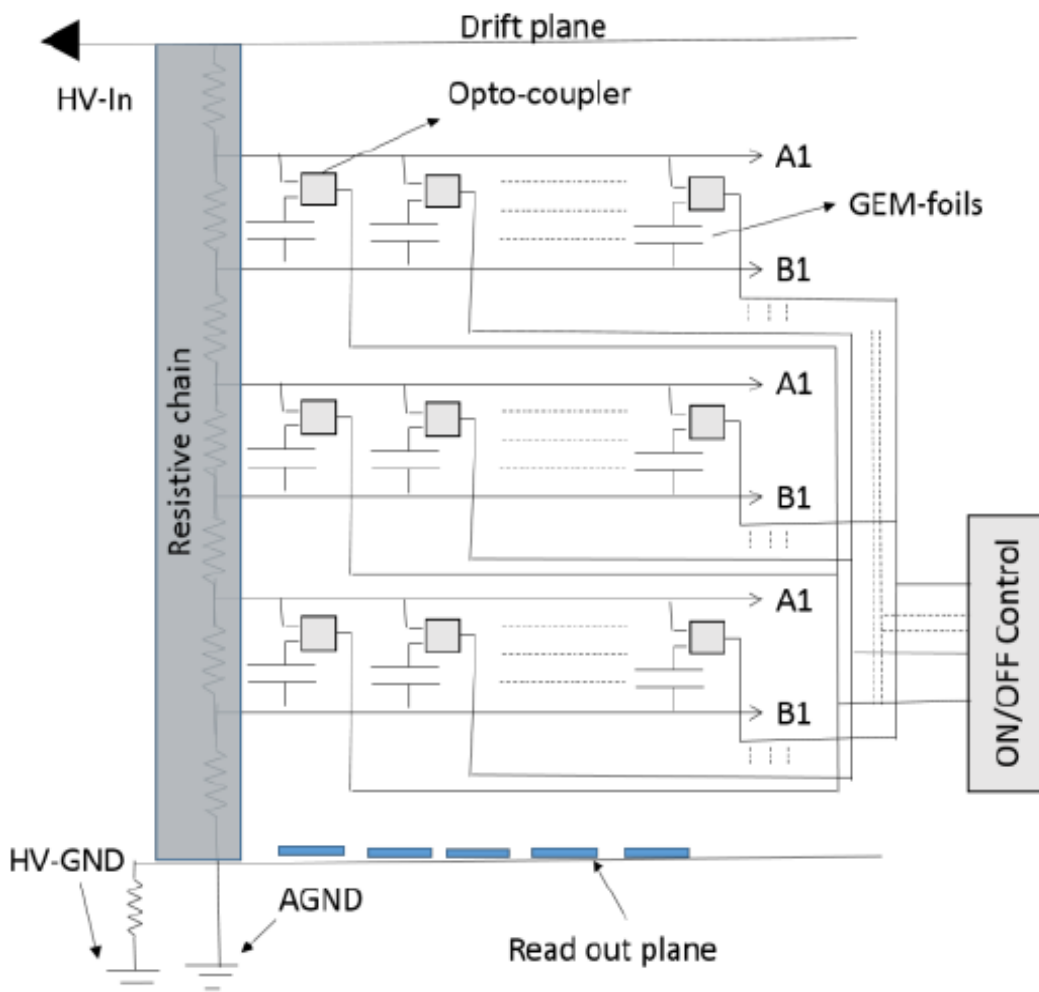 Drift plane
HV-In
Opto-coupler
A1
GEM-foils
B1
A1
B1
A1
B1
Resistive chain
ON/OFF Control
HV-GND
AGND
Read out plane